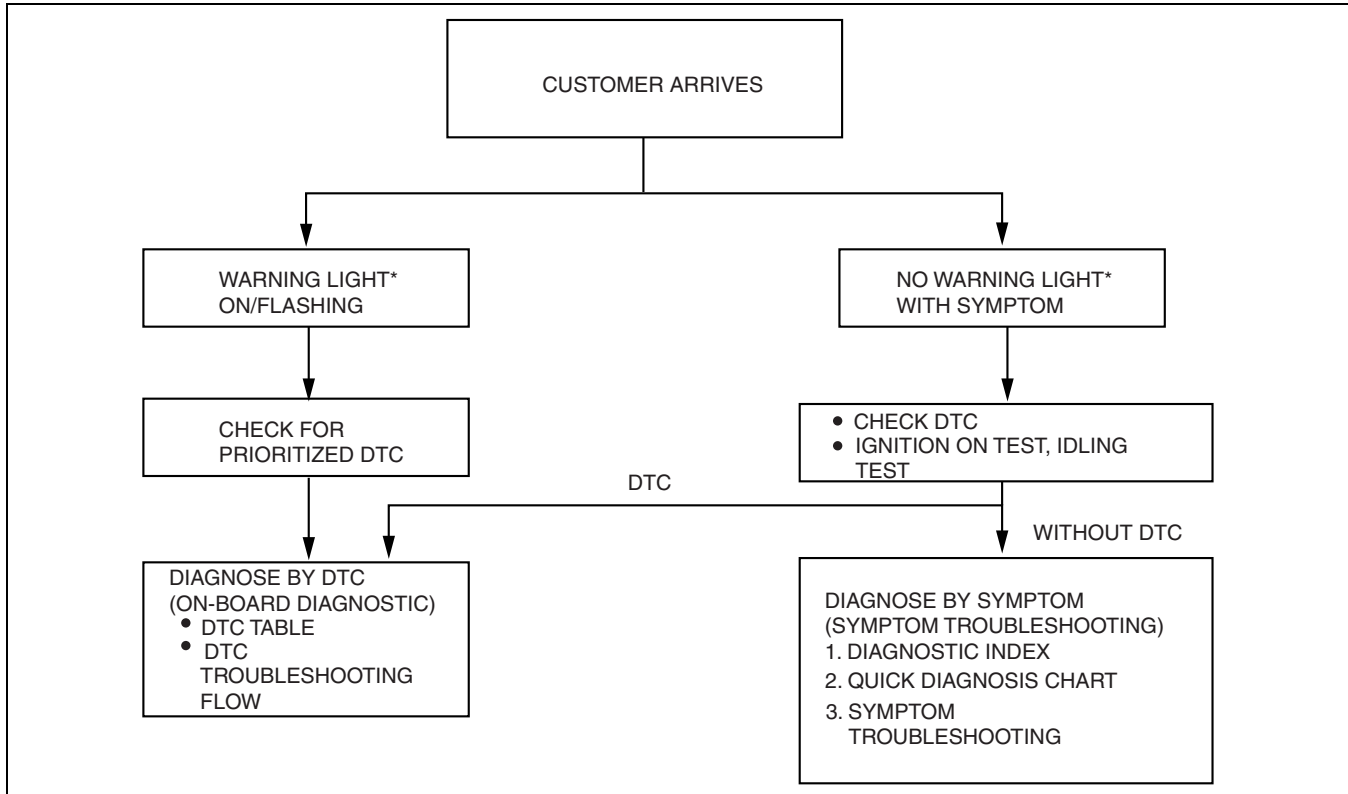 CUSTOMER ARRIVES
WARNING LIGHT*
ON/FLASHING
NO WARNING LIGHT*
WITH SYMPTOM
CHECK FOR
PRIORITIZED DTC
• CHECK DTC
• IGNITION ON TEST, IDLING
TEST
DTC
WITHOUT DTC
DIAGNOSE BY DTC
(ON-BOARD DIAGNOSTIC)
• DTC TABLE
• DTC
TROUBLESHOOTING
FLOW
DIAGNOSE BY SYMPTOM
(SYMPTOM TROUBLESHOOTING)
1. DIAGNOSTIC INDEX
2. QUICK DIAGNOSIS CHART
3. SYMPTOM
TROUBLESHOOTING